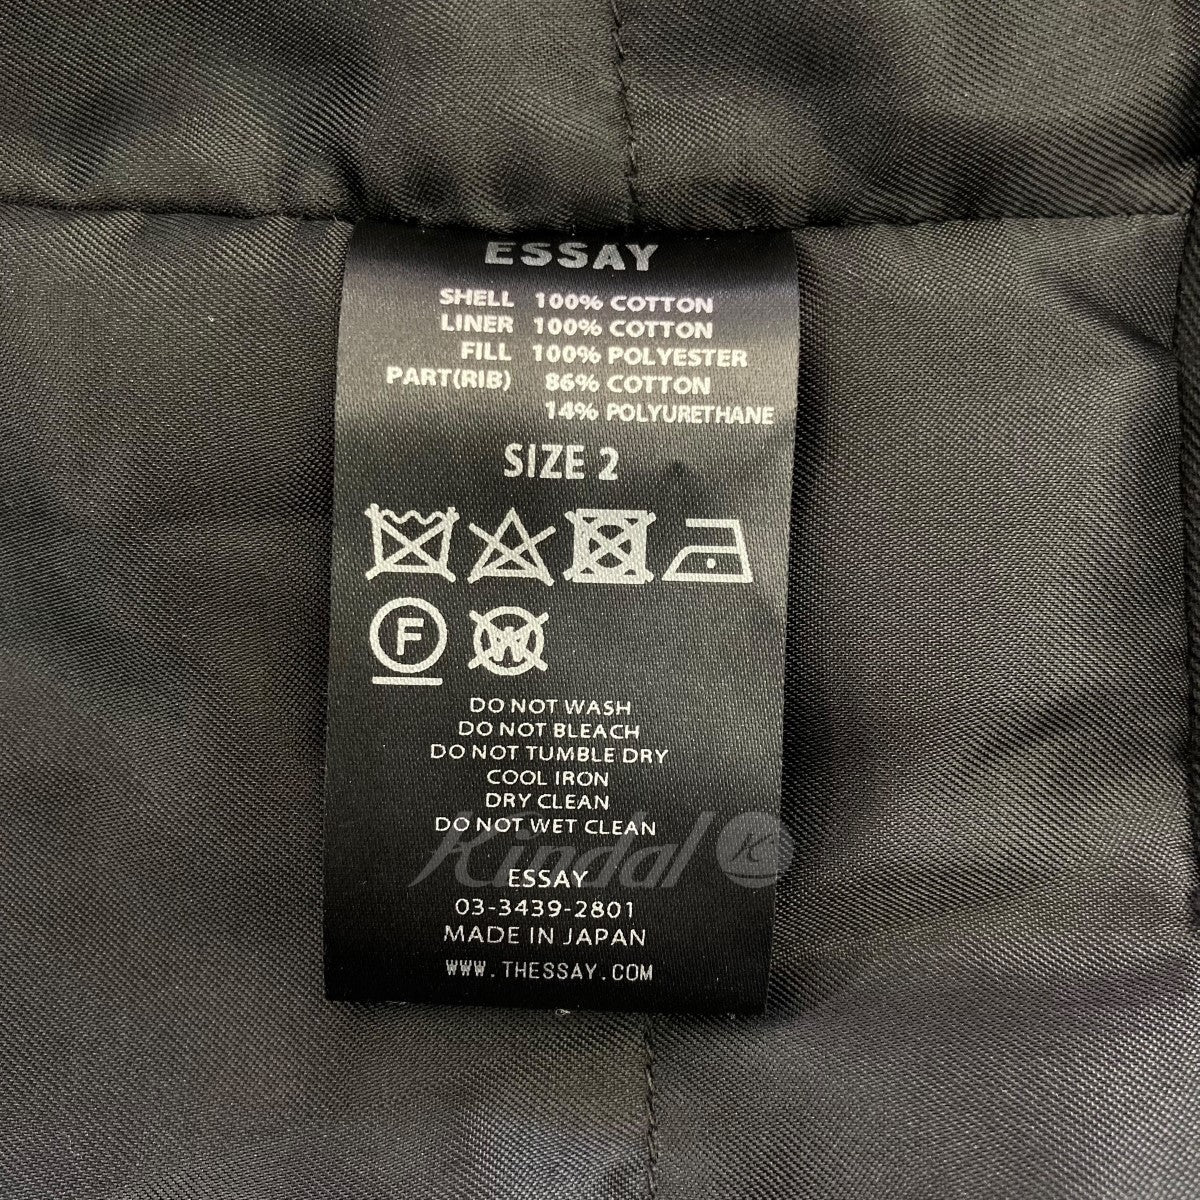 ESSAY
SHELL 100% COTTON
LINER 100% COTTON
FILL 100% POLYESTER
PART(RIB) 86% COTTON
14% POLYURETHANE
SIZE 2
F W
DO NOT WASH
DO NOT BLEACH
DO NOT TUMBLE DRY
COOL IRON
DRY CLEAN
DO NOT WET CLEAN
Kindal K
ESSAY
03-3439-2801
MADE IN JAPAN
WWW.THESSAY.COM